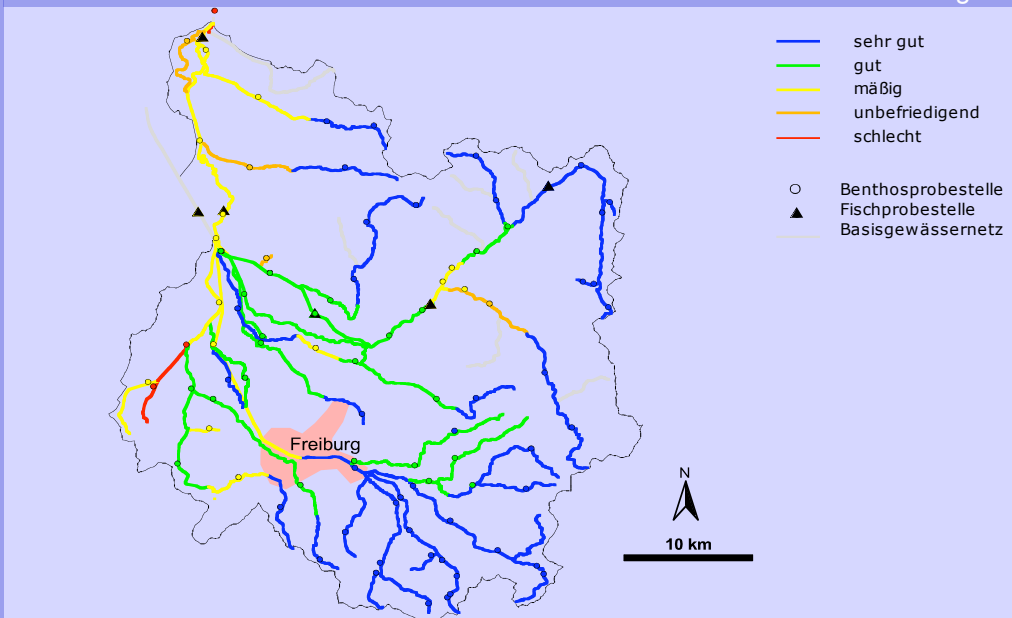 sehr gut
gut
mäßig
unbefriedigend
schlecht
Benthosprobestelle
Fischprobestelle
Basisgewässernetz
Freiburg
N
10 km